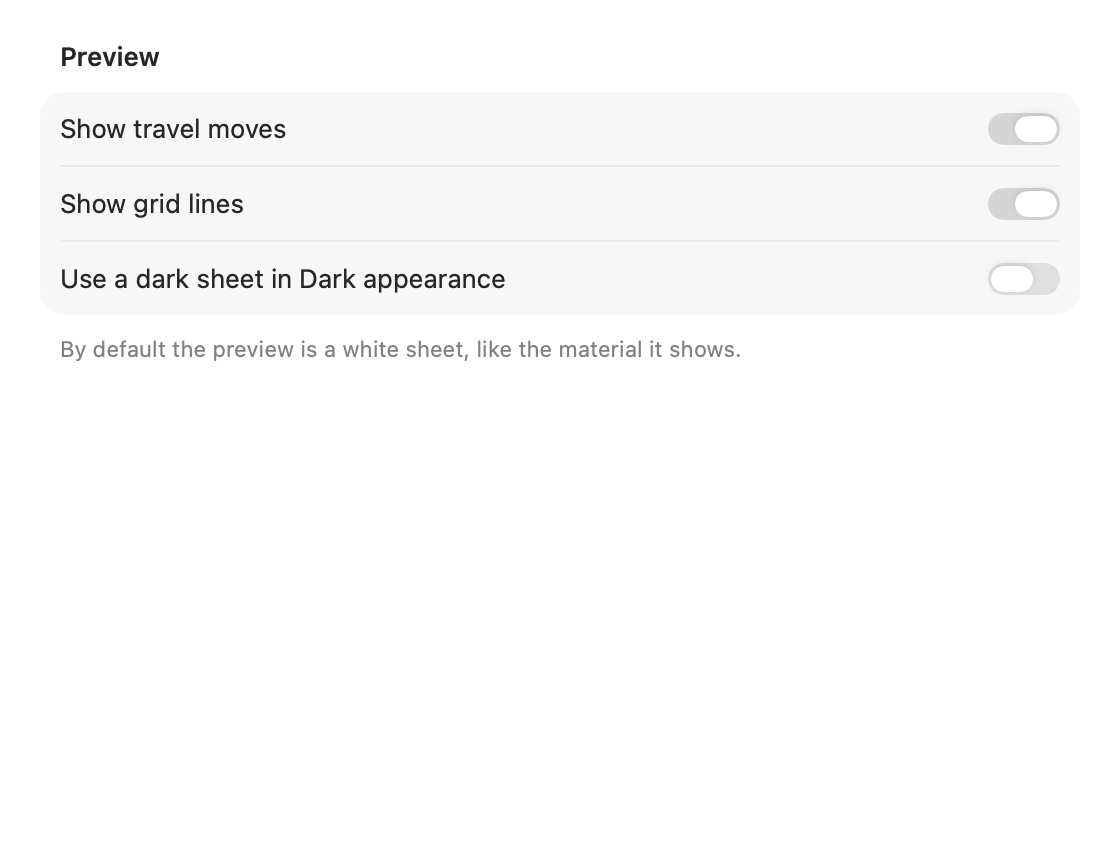 Preview
Show travel moves
Show grid lines
Use a dark sheet in Dark appearance
By default the preview is a white sheet, like the material it shows.